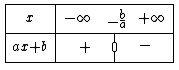 x −∞ −b/a +∞
ax+b + 0 −